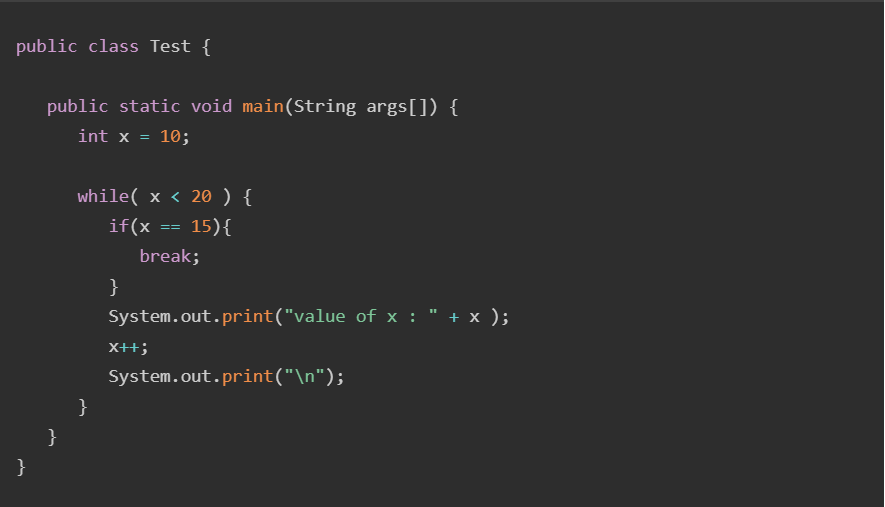 public class Test {
   public static void main(String args[]) {
      int x = 10;
      while( x < 20 ) {
         if(x == 15){
            break;
         }
         System.out.print("value of x : " + x );
         x++;
         System.out.print("\n");
      }
   }
}